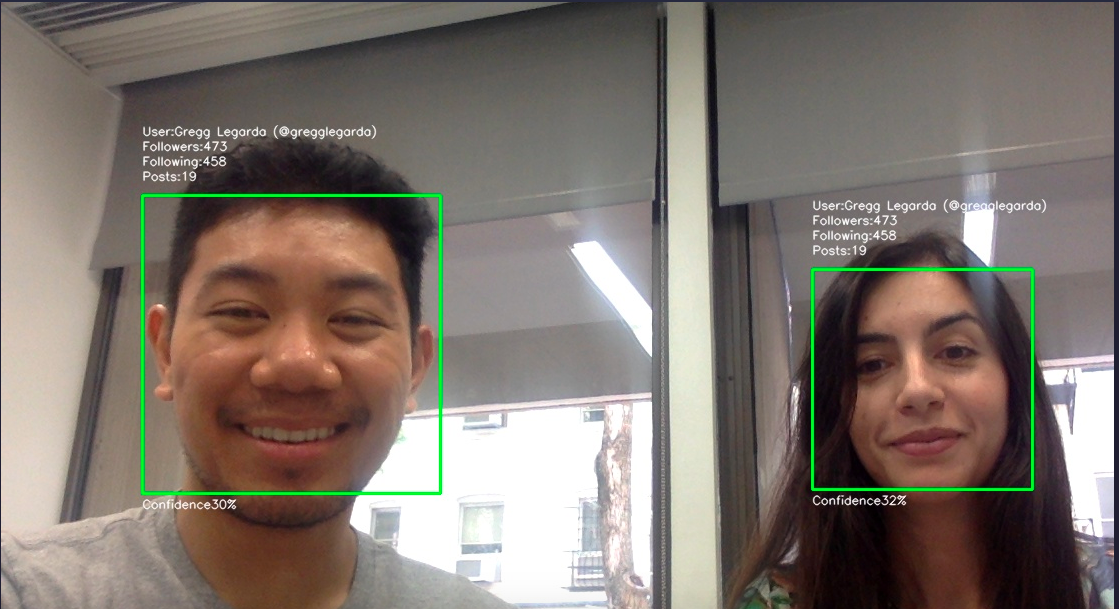 User:Gregg Legarda (@gregglegarda)
Followers:473
Following:458
Posts:19
Confidence30%
User:Gregg Legarda (@gregglegarda)
Followers:473
Following:458
Posts:19
Confidence32%